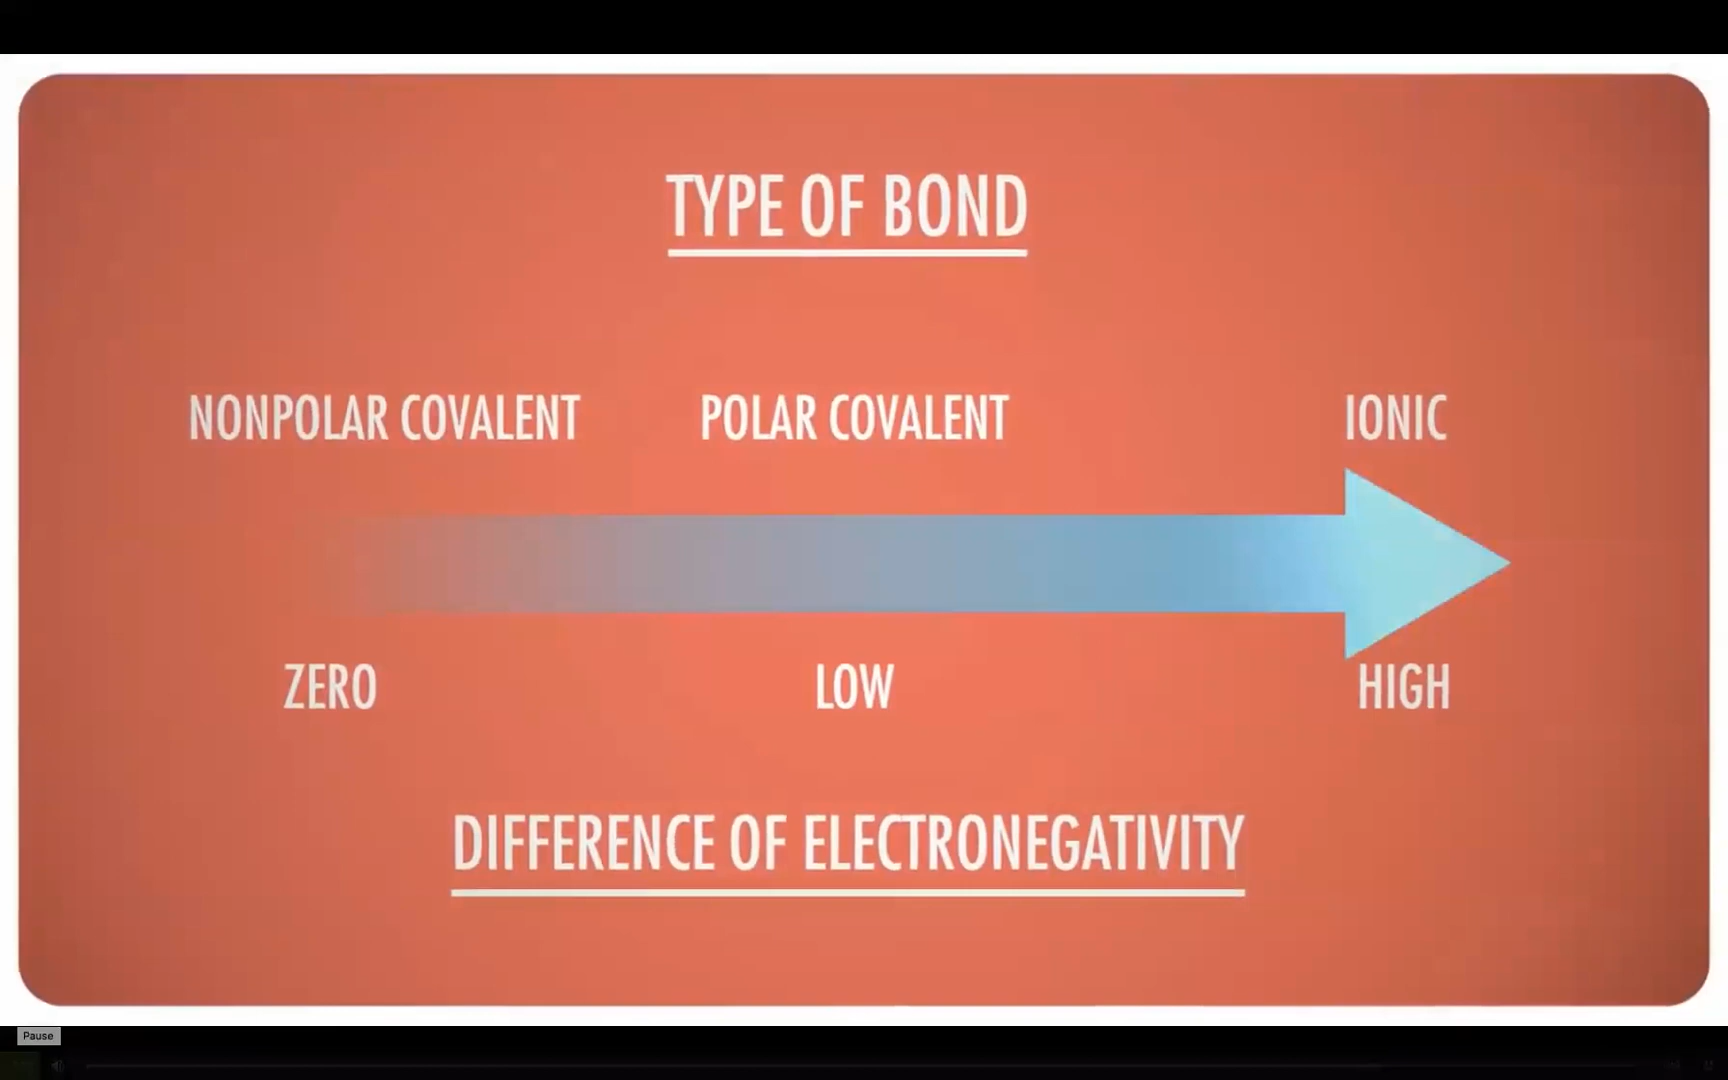 TYPE OF BOND
NONPOLAR COVALENT POLAR COVALENT IONIC
ZERO LOW HIGH
DIFFERENCE OF ELECTRONEGATIVITY
Pause